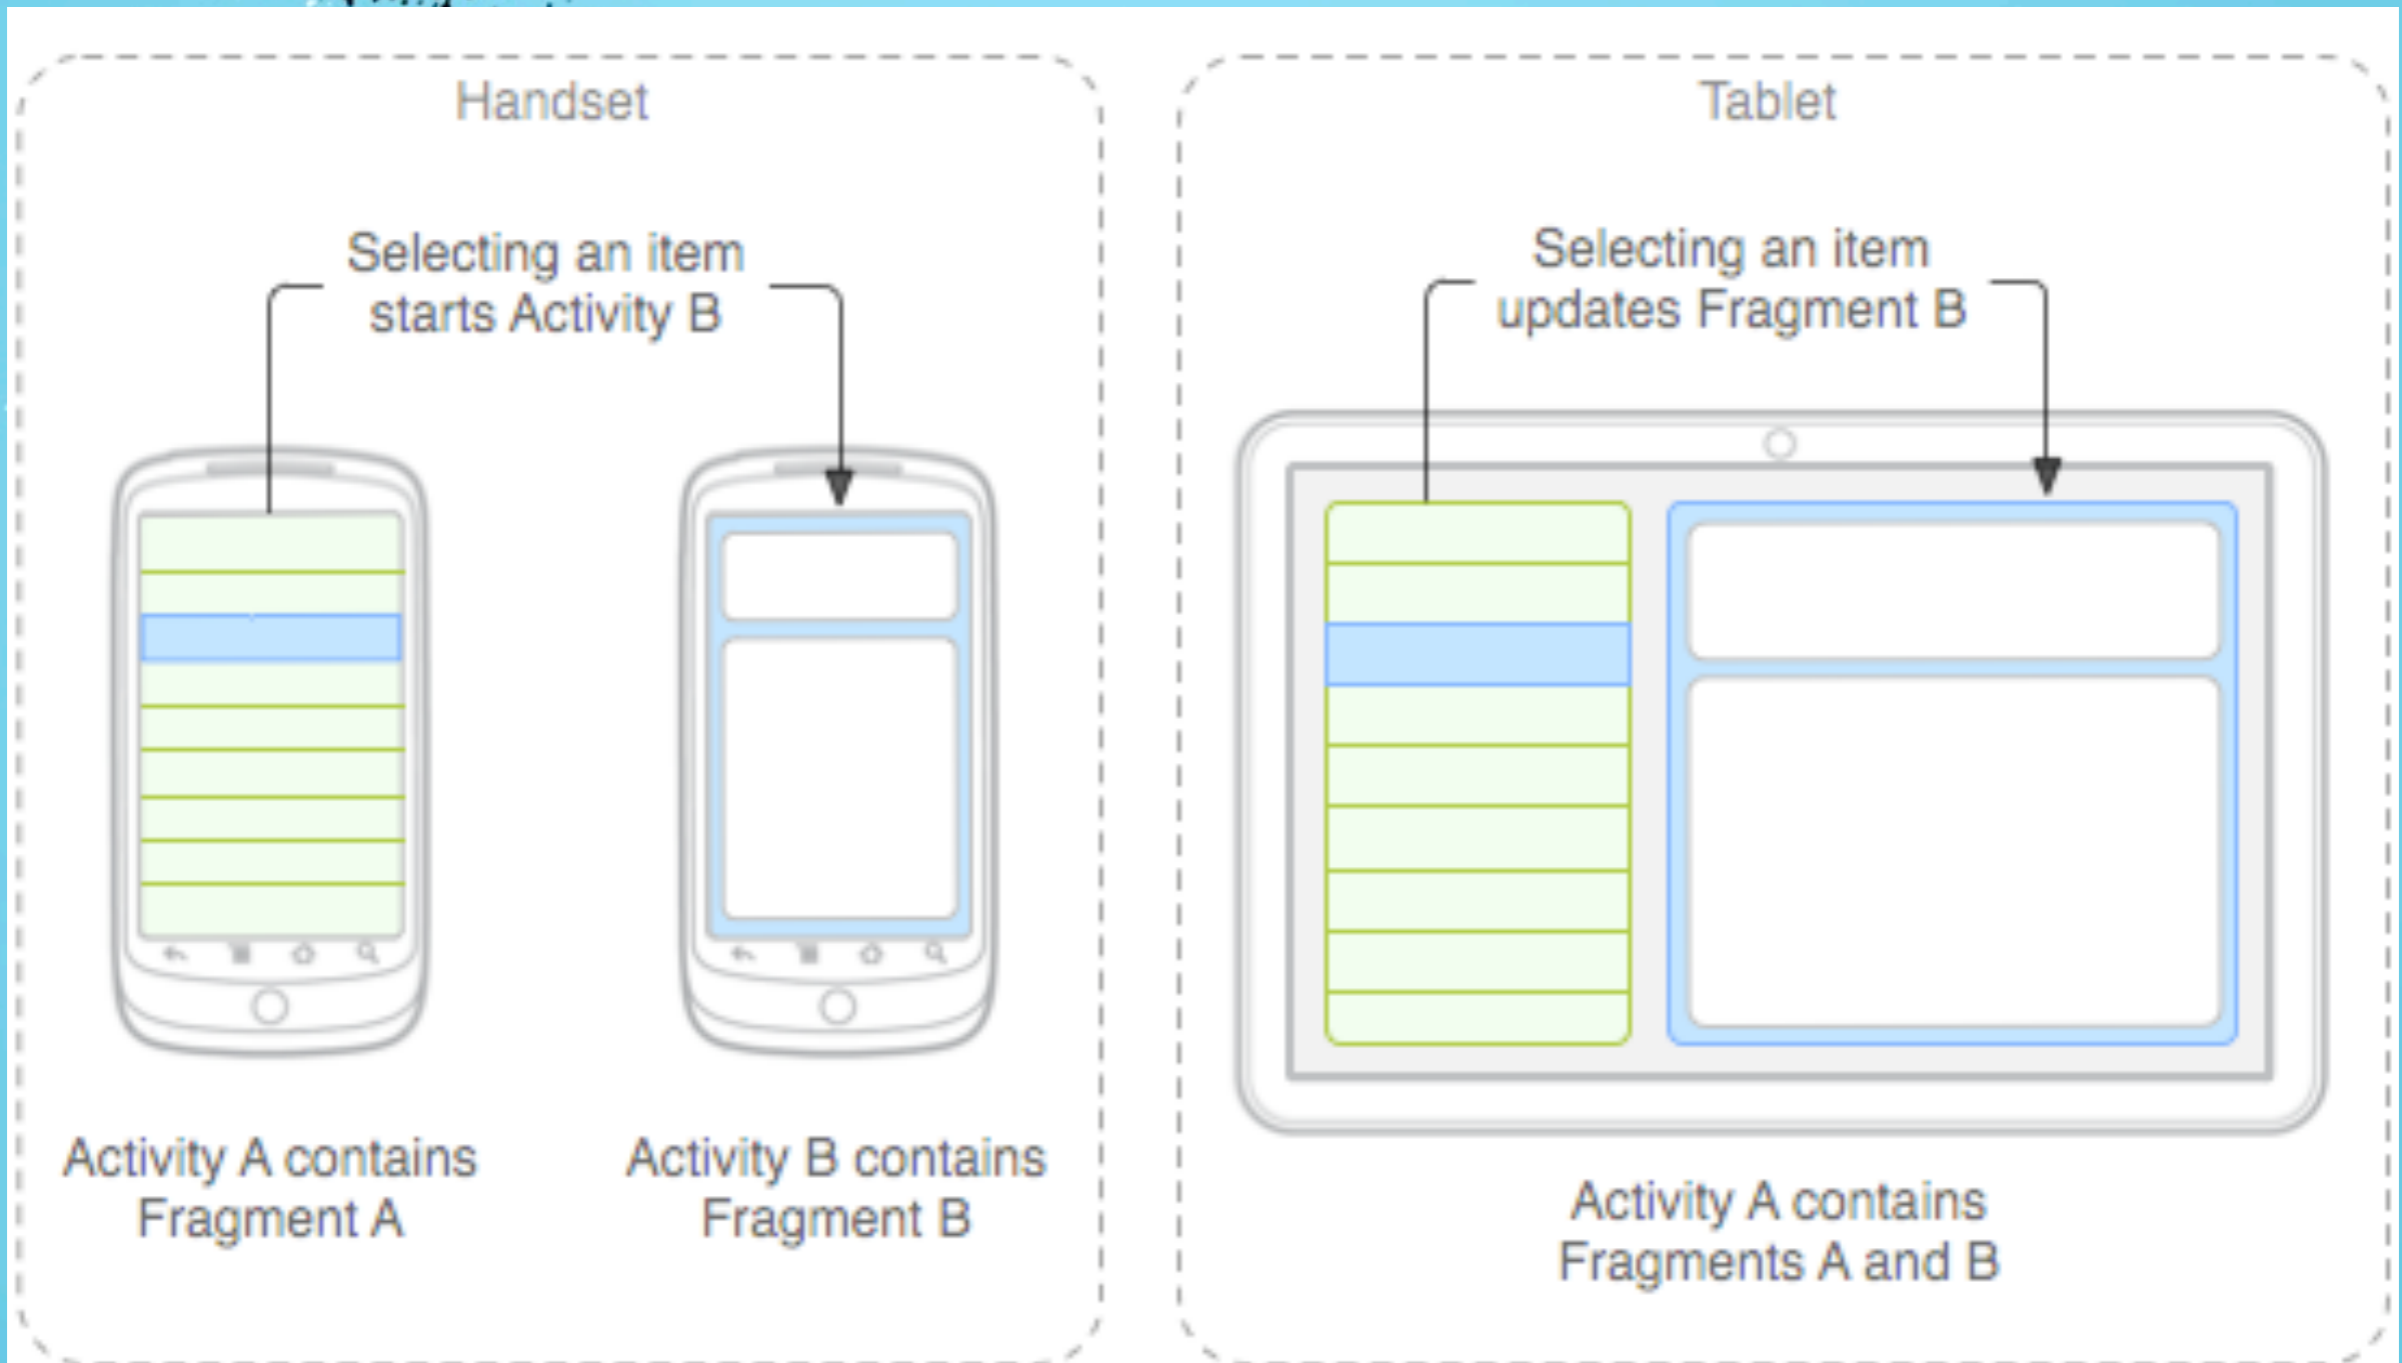 Handset
Selecting an item
starts Activity B
Activity A contains
Fragment A
Activity B contains
Fragment B
Tablet
Selecting an item
updates Fragment B
Activity A contains
Fragments A and B